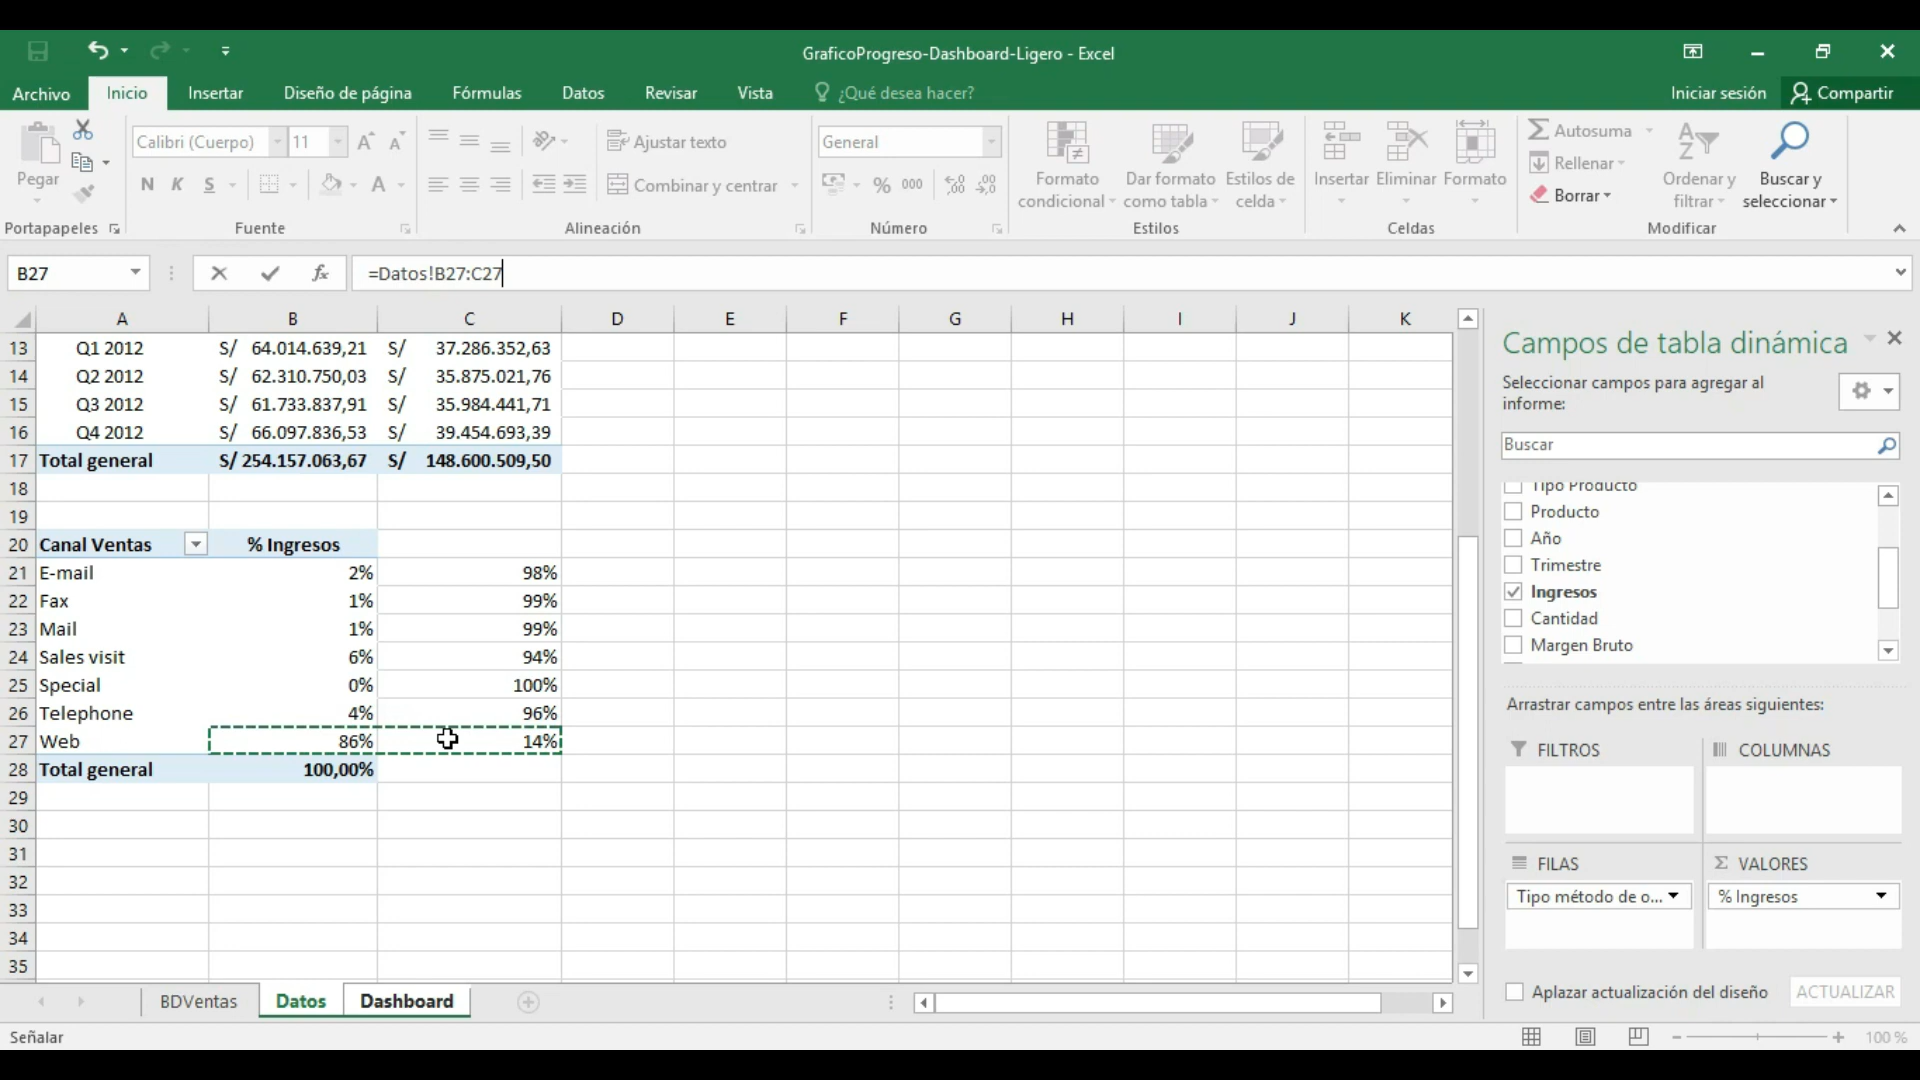 GraficoProgreso-Dashboard-Ligero - Excel
Archivo Inicio Insertar Diseño de página Fórmulas Datos Revisar Vista ¿Qué desea hacer? Iniciar sesión Compartir
Pegar
Portapapeles
Calibri (Cuerpo) 11 A A
N K S A
Fuente
Ajustar texto
Combinar y centrar
Alineación
General
% 000
Número
Formato condicional
Dar formato como tabla
Estilos de celda
Estilos
Insertar Eliminar Formato
Celdas
Autosuma
Rellenar
Borrar
Ordenar y filtrar
Buscar y seleccionar
Modificar
B27 fx =Datos!B27:C27
A B C D E F G H I J K
13 Q1 2012 S/ 64.014.639,21 S/ 37.286.352,63
14 Q2 2012 S/ 62.310.750,03 S/ 35.875.021,76
15 Q3 2012 S/ 61.733.837,91 S/ 35.984.441,71
16 Q4 2012 S/ 66.097.836,53 S/ 39.454.693,39
17 Total general S/ 254.157.063,67 S/ 148.600.509,50
18
19
20 Canal Ventas % Ingresos
21 E-mail 2% 98%
22 Fax 1% 99%
23 Mail 1% 99%
24 Sales visit 6% 94%
25 Special 0% 100%
26 Telephone 4% 96%
27 Web 86% 14%
28 Total general 100,00%
29
30
31
32
33
34
35
Campos de tabla dinámica
Seleccionar campos para agregar al
informe:
Buscar
Tipo Producto
Producto
Año
Trimestre
Ingresos
Cantidad
Margen Bruto
Arrastrar campos entre las áreas siguientes:
FILTROS COLUMNAS
FILAS Σ VALORES
Tipo método de o... % Ingresos
Aplazar actualización del diseño ACTUALIZAR
BDVentas Datos Dashboard
Señalar 100 %